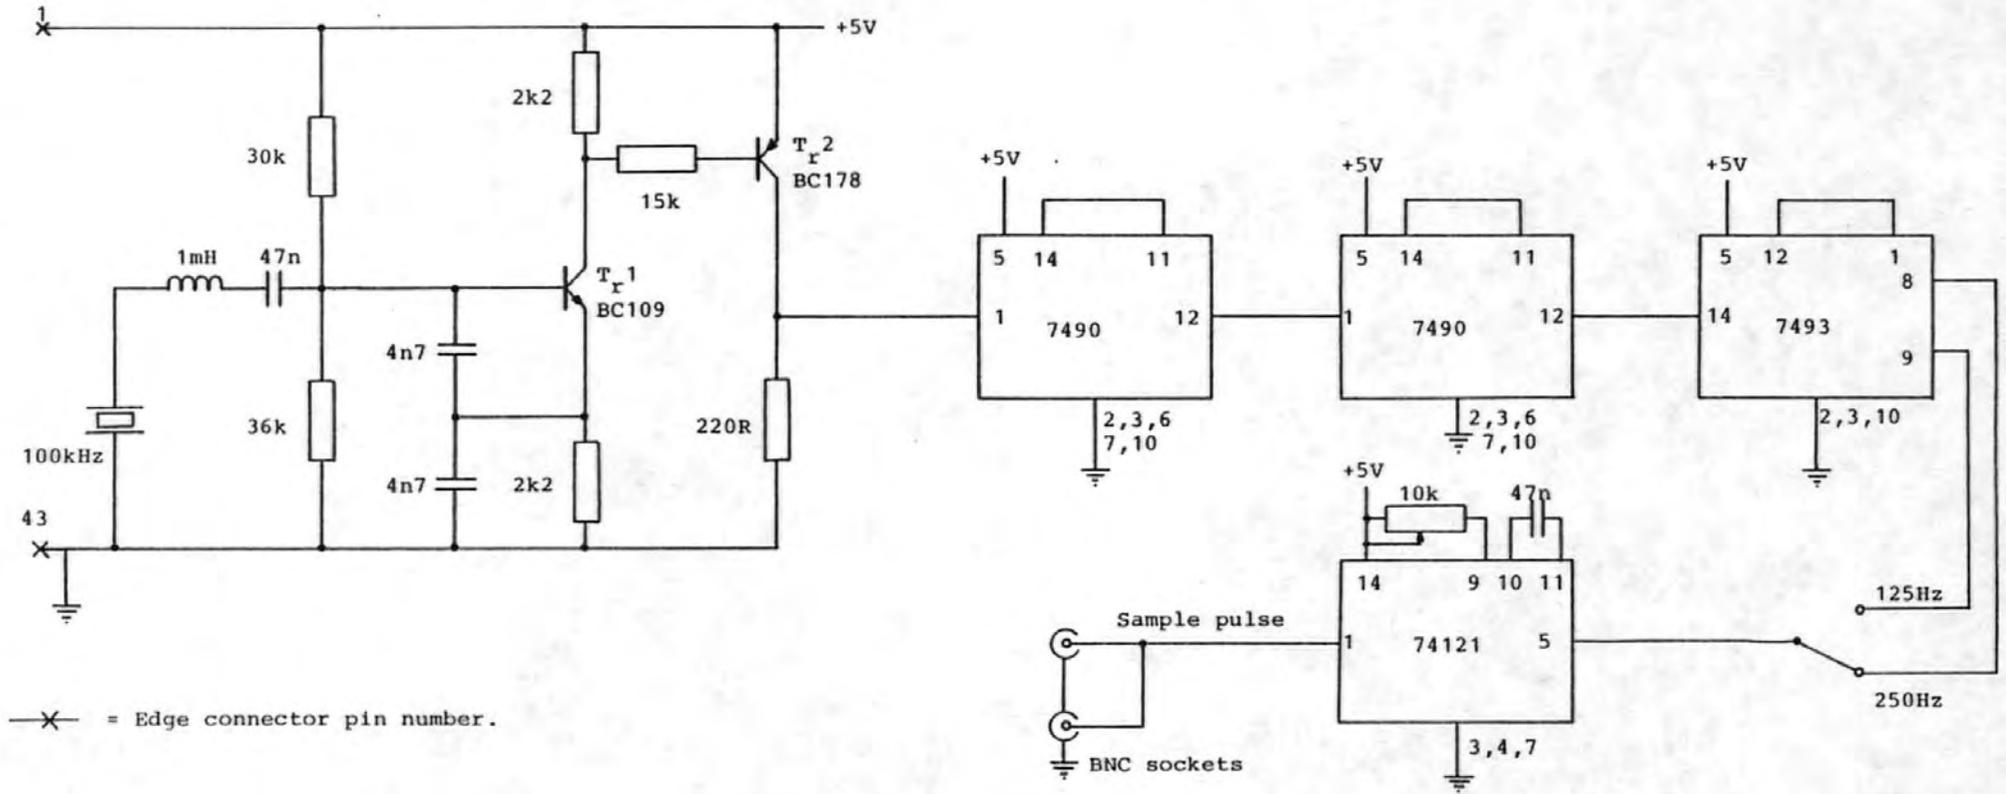 1
+5V
2k2
30k
15k
Tr2
BC178
1mH
47n
Tr1
BC109
4n7
36k
220R
100kHz
4n7
2k2
43
+5V
5 14 11
1 7490 12
2,3,6
7,10
+5V
5 14 11
1 7490 12
2,3,6
7,10
+5V
5 12 1
8
14 7493
9
2,3,10
+5V
10k
47n
14 9 10 11
125Hz
Sample pulse
1 74121 5
250Hz
3,4,7
BNC sockets
= Edge connector pin number.